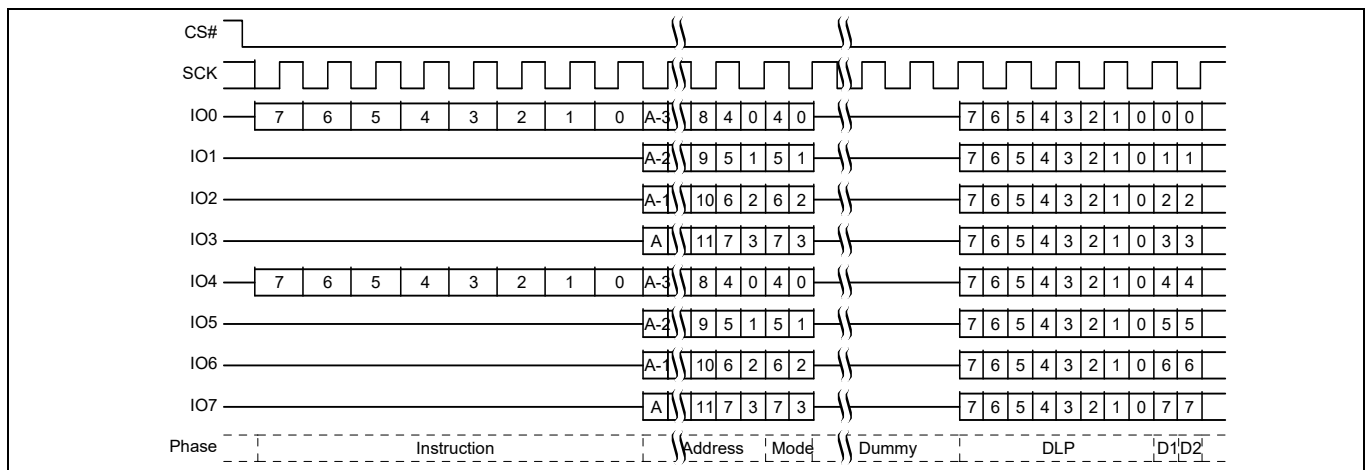 CS#
SCK
IO0 7 6 5 4 3 2 1 0 A-3 8 4 0 4 0 7 6 5 4 3 2 1 0 0 0
IO1 A-2 9 5 1 5 1 7 6 5 4 3 2 1 0 1 1
IO2 A-1 10 6 2 6 2 7 6 5 4 3 2 1 0 2 2
IO3 A 11 7 3 7 3 7 6 5 4 3 2 1 0 3 3
IO4 7 6 5 4 3 2 1 0 A-3 8 4 0 4 0 7 6 5 4 3 2 1 0 4 4
IO5 A-2 9 5 1 5 1 7 6 5 4 3 2 1 0 5 5
IO6 A-1 10 6 2 6 2 7 6 5 4 3 2 1 0 6 6
IO7 A 11 7 3 7 3 7 6 5 4 3 2 1 0 7 7
Phase Instruction Address Mode Dummy DLP D1 D2